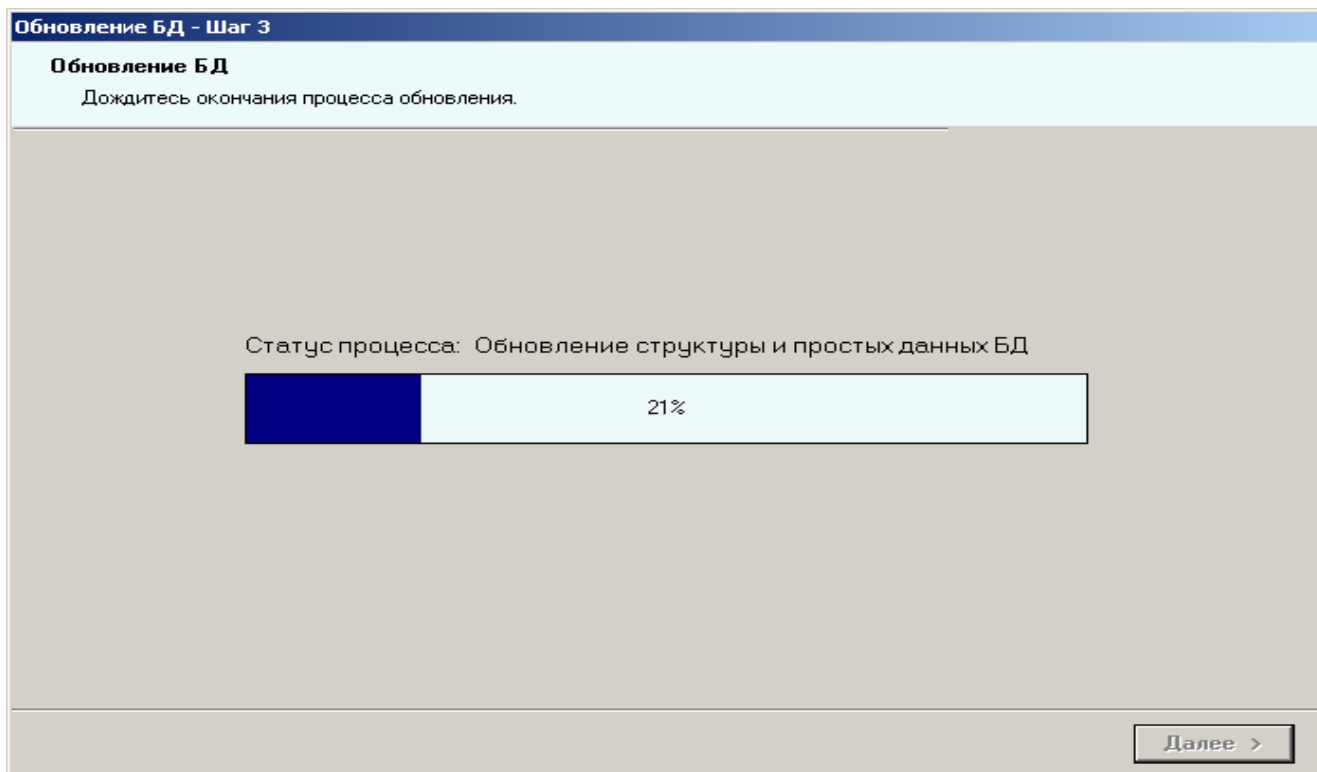 Обновление БД - Шаг 3
Обновление БД
Дождитесь окончания процесса обновления.
Статус процесса: Обновление структуры и простых данных БД
21%
Далее >